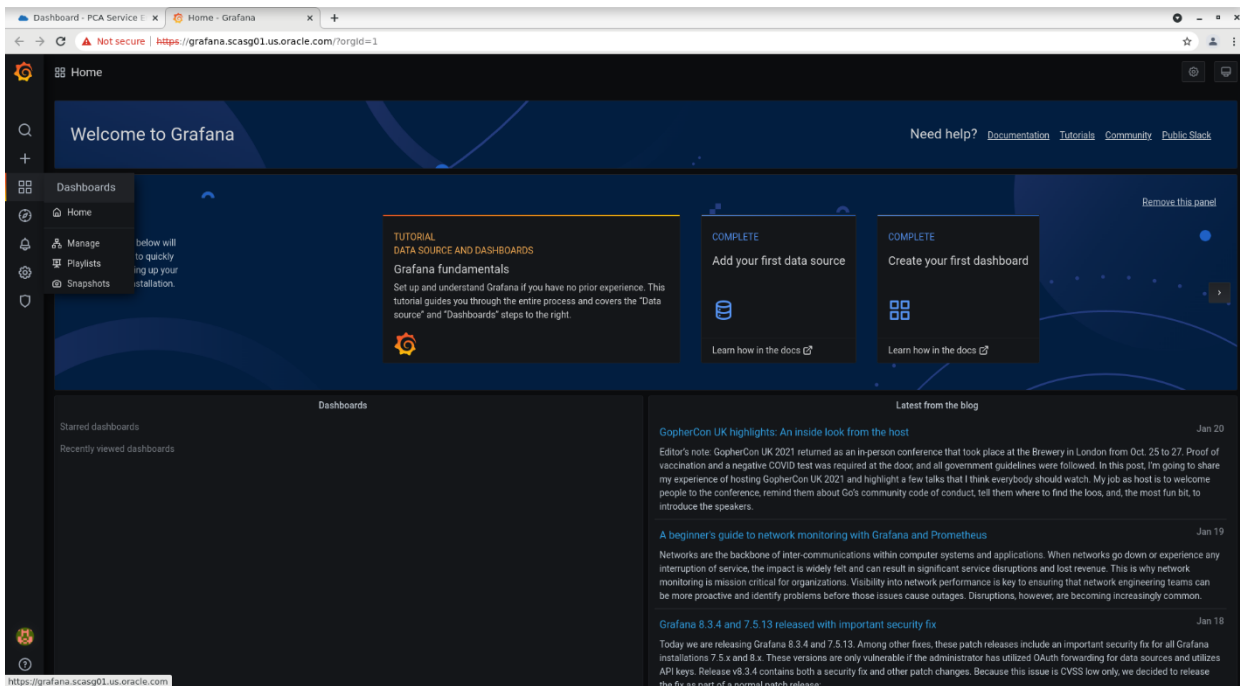 Dashboard - PCA Service E x
Home - Grafana x +
Not secure | https://grafana.scasg01.us.oracle.com/?orgId=1
Home
Welcome to Grafana
Need help? Documentation Tutorials Community Public Slack
Dashboards
Home
Manage
Playlists
Snapshots
below will
to quickly
ing up your
stallation.
Remove this panel
TUTORIAL
DATA SOURCE AND DASHBOARDS
Grafana fundamentals
Set up and understand Grafana if you have no prior experience. This
tutorial guides you through the entire process and covers the "Data
source" and "Dashboards" steps to the right.
COMPLETE
Add your first data source
Learn how in the docs
COMPLETE
Create your first dashboard
Learn how in the docs
Dashboards
Starred dashboards
Recently viewed dashboards
Latest from the blog
GopherCon UK highlights: An inside look from the host
Jan 20
Editor's note: GopherCon UK 2021 returned as an in-person conference that took place at the Brewery in London from Oct. 25 to 27. Proof of
vaccination and a negative COVID test was required at the door, and all government guidelines were followed. In this post, I'm going to share
my experience of hosting GopherCon UK 2021 and highlight a few talks that I think everybody should watch. My job as host is to welcome
people to the conference, remind them about Go's community code of conduct, tell them where to find the loos, and, the most fun bit, to
introduce the speakers.
A beginner's guide to network monitoring with Grafana and Prometheus
Jan 19
Networks are the backbone of inter-communications within computer systems and applications. When networks go down or experience any
interruption of service, the impact is widely felt and can result in significant service disruptions and lost revenue. This is why network
monitoring is mission critical for organizations. Visibility into network performance is key to ensuring that network engineering teams can
be more proactive and identify problems before those issues cause outages. Disruptions, however, are becoming increasingly common.
Grafana 8.3.4 and 7.5.13 released with important security fix
Jan 18
Today we are releasing Grafana 8.3.4 and 7.5.13. Among other fixes, these patch releases include an important security fix for all Grafana
installations 7.5.x and 8.x. These versions are only vulnerable if the administrator has utilized OAuth forwarding for data sources and utilizes
API keys. Release v8.3.4 contains both a security fix and other patch changes. Because this issue is CVSS low only, we decided to release
the fix as part of a normal patch release:
https://grafana.scasg01.us.oracle.com